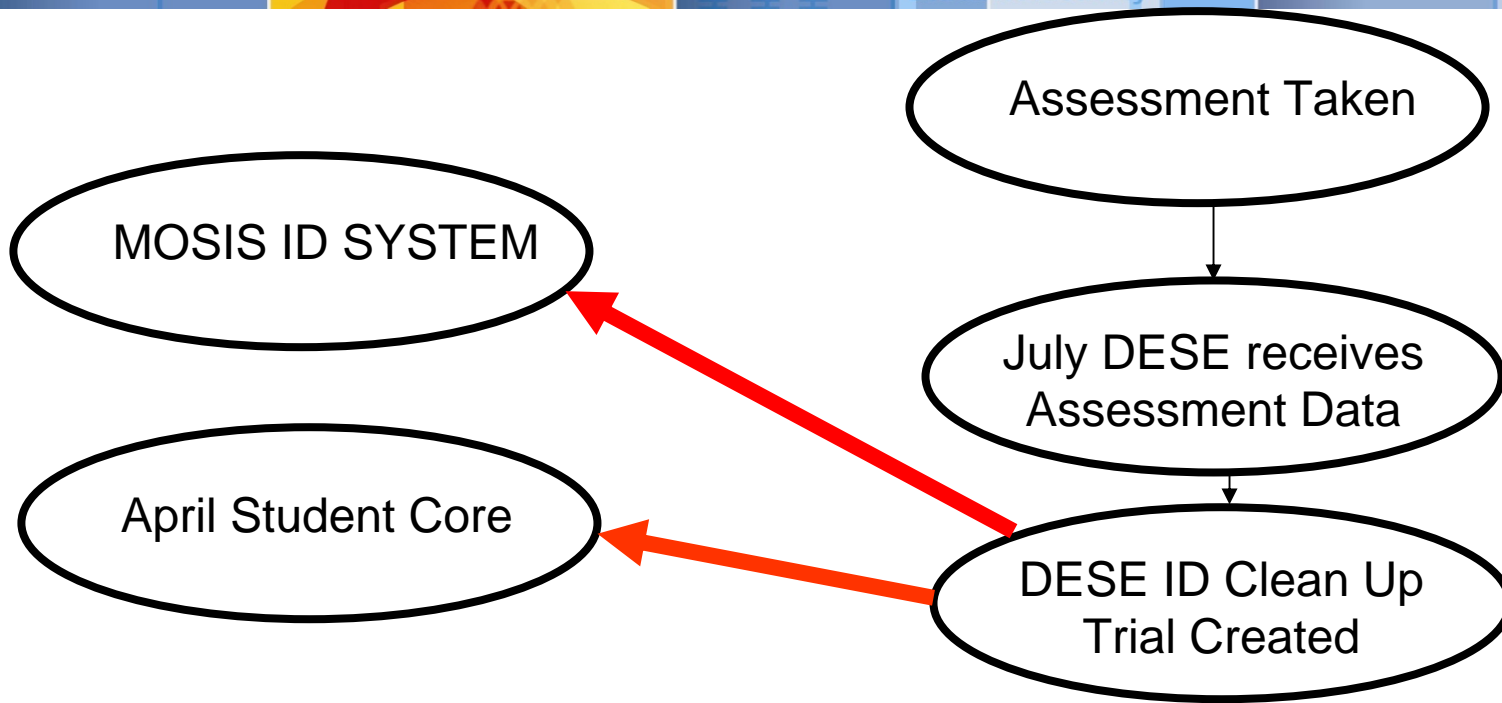 Assessment Taken
MOSIS ID SYSTEM
July DESE receives
Assessment Data
April Student Core
DESE ID Clean Up
Trial Created